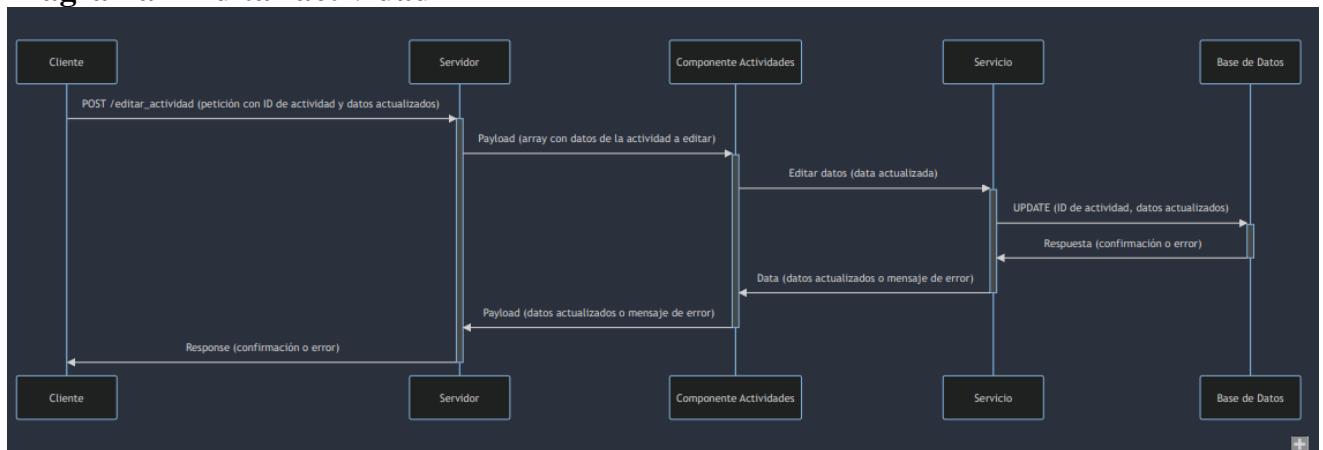 Cliente
Servidor
Componente Actividades
Servicio
Base de Datos
POST /editar_actividad (petición con ID de actividad y datos actualizados)
Payload (array con datos de la actividad a editar)
Editar datos (data actualizada)
UPDATE (ID de actividad, datos actualizados)
Respuesta (confirmación o error)
Data (datos actualizados o mensaje de error)
Payload (datos actualizados o mensaje de error)
Response (confirmación o error)
Cliente
Servidor
Componente Actividades
Servicio
Base de Datos